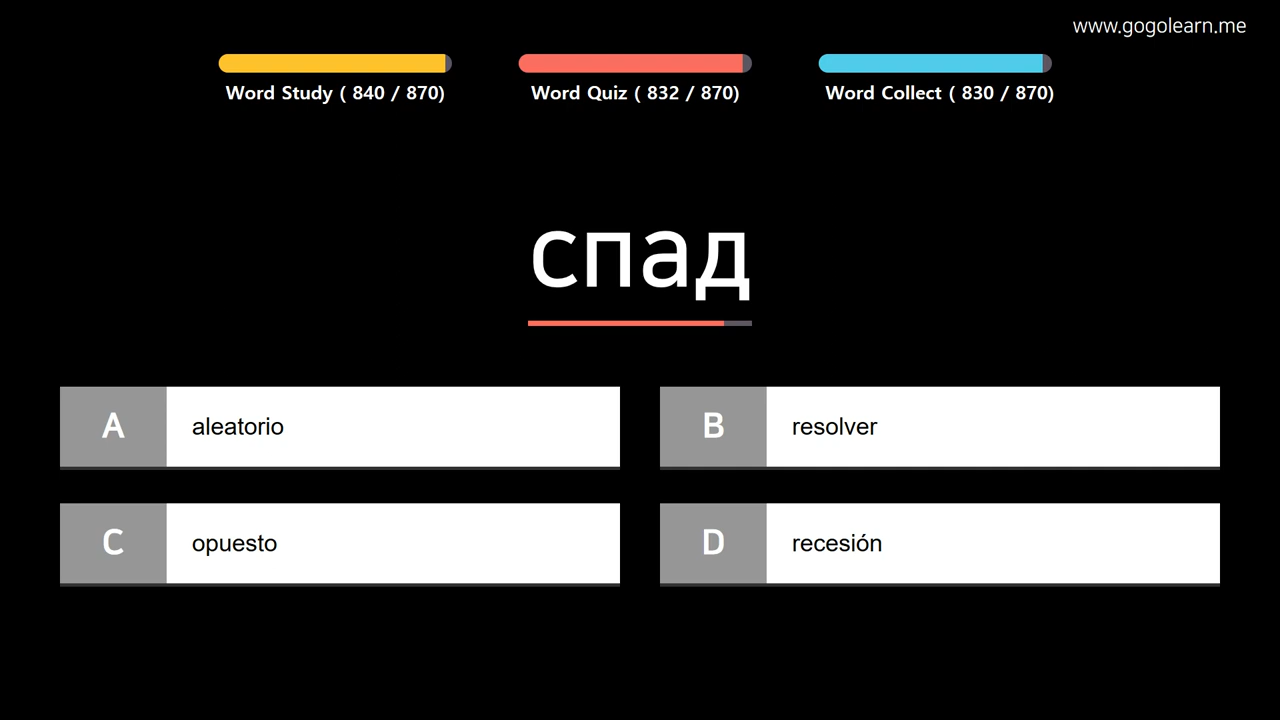 www.gogolearn.me
Word Study ( 840 / 870)
Word Quiz ( 832 / 870)
Word Collect ( 830 / 870)
спад
A aleatorio
B resolver
C opuesto
D recesión